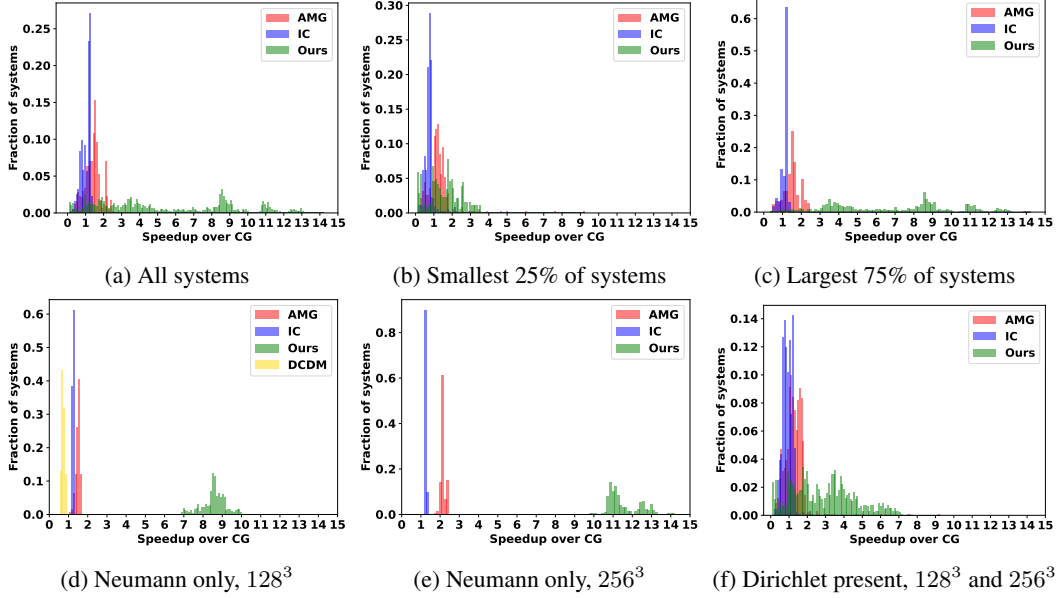 Fraction of systems
0.25
0.20
0.15
0.10
0.05
0.00
AMG
IC
Ours
0 1 2 3 4 5 6 7 8 9 10 11 12 13 14 15
Speedup over CG
(a) All systems
Fraction of systems
0.30
0.25
0.20
0.15
0.10
0.05
0.00
AMG
IC
Ours
0 1 2 3 4 5 6 7 8 9 10 11 12 13 14 15
Speedup over CG
(b) Smallest 25% of systems
Fraction of systems
0.6
0.5
0.4
0.3
0.2
0.1
0.0
AMG
IC
Ours
0 1 2 3 4 5 6 7 8 9 10 11 12 13 14 15
Speedup over CG
(c) Largest 75% of systems
Fraction of systems
0.6
0.5
0.4
0.3
0.2
0.1
0.0
AMG
IC
Ours
DCDM
0 1 2 3 4 5 6 7 8 9 10 11 12 13 14 15
Speedup over CG
(d) Neumann only, 128³
Fraction of systems
0.8
0.6
0.4
0.2
0.0
AMG
IC
Ours
0 1 2 3 4 5 6 7 8 9 10 11 12 13 14 15
Speedup over CG
(e) Neumann only, 256³
Fraction of systems
0.14
0.12
0.10
0.08
0.06
0.04
0.02
0.00
AMG
IC
Ours
0 1 2 3 4 5 6 7 8 9 10 11 12 13 14 15
Speedup over CG
(f) Dirichlet present, 128³ and 256³